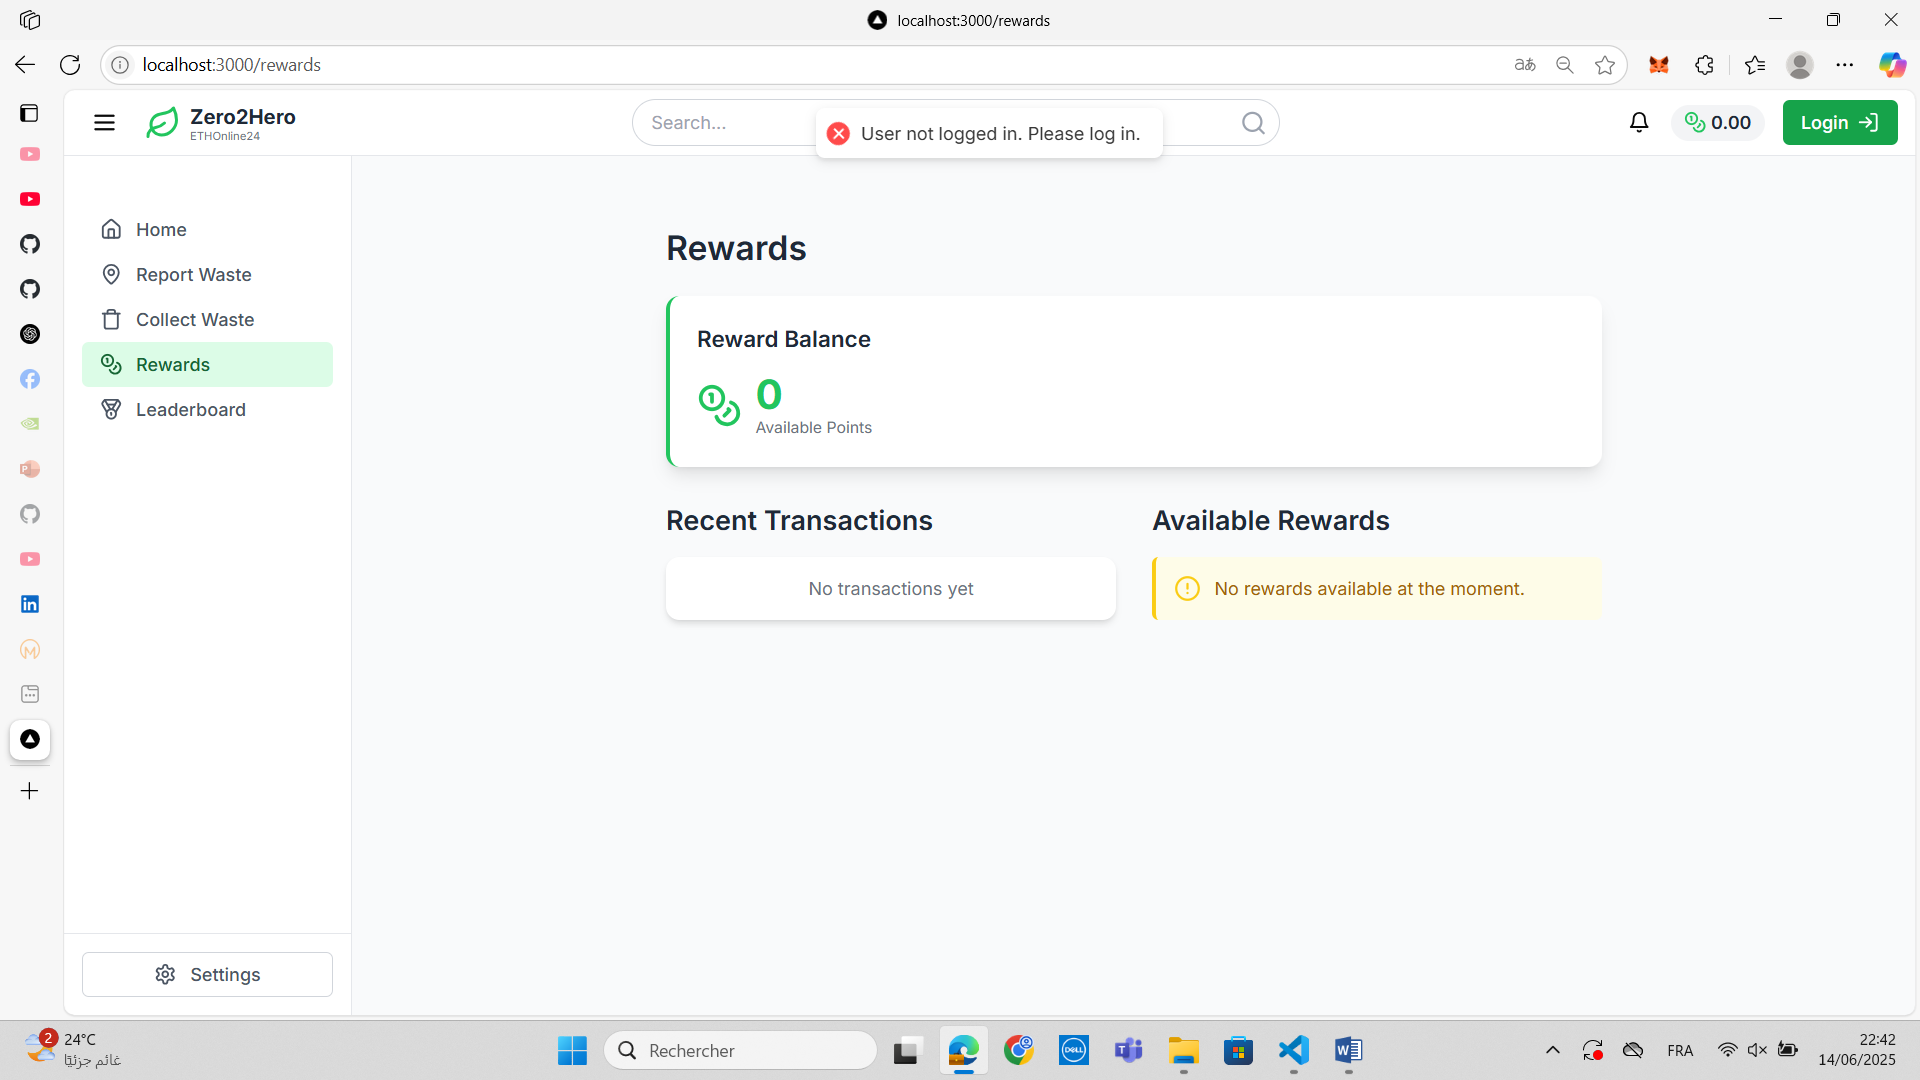 localhost:3000/rewards
localhost:3000/rewards
Zero2Hero
ETHOnline24
Search...
User not logged in. Please log in.
0.00
Login
Home
Report Waste
Collect Waste
Rewards
Leaderboard
Settings
Rewards
Reward Balance
0
Available Points
Recent Transactions
No transactions yet
Available Rewards
No rewards available at the moment.
2
24°C
غائم جزئيًا
Rechercher
FRA
22:42
14/06/2025